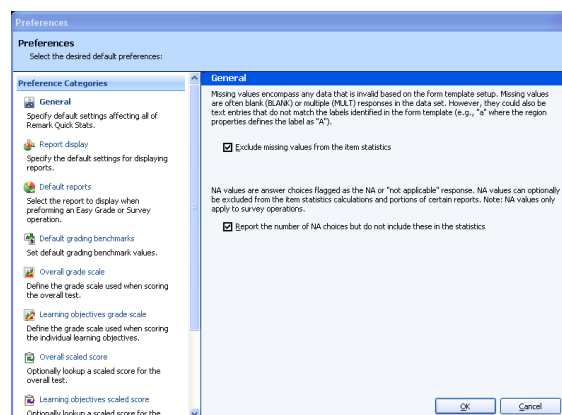 Preferences
Preferences
Select the desired default preferences:
Preference Categories
General
Specify default settings affecting all of
Remark Quick Stats.
Report display
Specify the default settings for displaying
reports.
Default reports
Select the report to display when
preforming an Easy Grade or Survey
operation.
Default grading benchmarks
Set default grading benchmark values.
Overall grade scale
Define the grade scale used when scoring
the overall test.
Learning objectives grade scale
Define the grade scale used when scoring
the individual learning objectives.
Overall scaled score
Optionally lookup a scaled score for the
overall test.
Learning objectives scaled score
Optionally lookup a scaled score for the
General
Missing values encompass any data that is invalid based on the form template setup. Missing values
are often blank (BLANK) or multiple (MULT) responses in the data set. However, they could also be
text entries that do not match the labels identified in the form template (e.g., "a" where the region
properties defines the label as "A").
Exclude missing values from the item statistics
NA values are answer choices flagged as the NA or "not applicable" response. NA values can optionally
be excluded from the item statistics calculations and portions of certain reports. Note: NA values only
apply to survey operations.
Report the number of NA choices but do not include these in the statistics
OK
Cancel